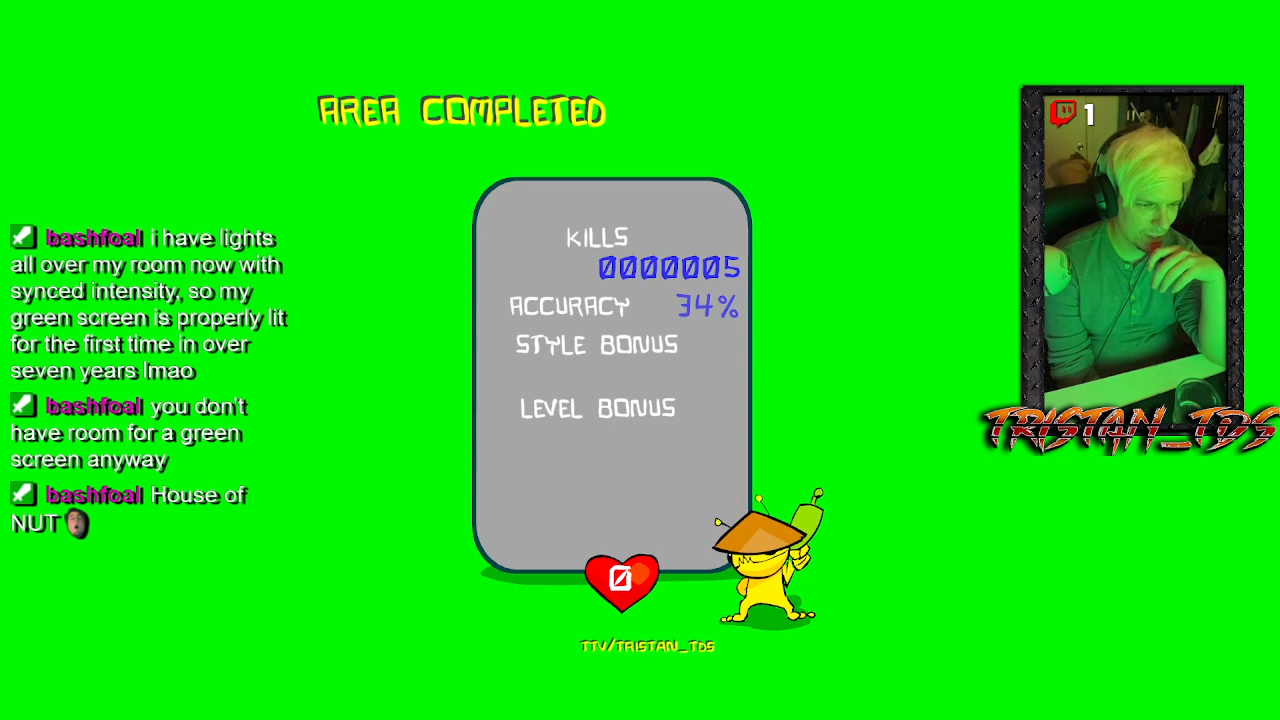 AREA COMPLETED
1
KILLS
0000005
ACCURACY 34%
STYLE BONUS
LEVEL BONUS
0
TTV/TRISTAN_TDS
bashfoal i have lights
all over my room now with
synced intensity, so my
green screen is properly lit
for the first time in over
seven years lmao
bashfoal you don't
have room for a green
screen anyway
bashfoal House of
NUT
TRISTAN_TDS